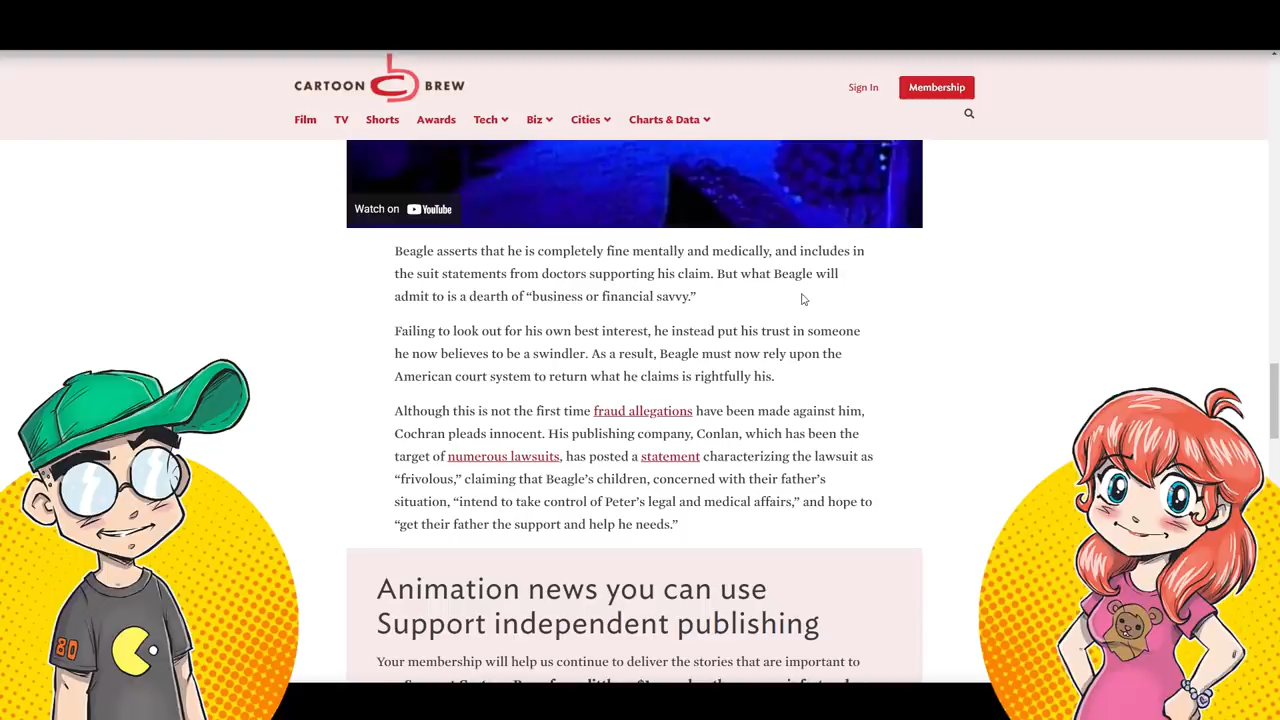 CARTOON BREW
Sign In
Membership
Film TV Shorts Awards Tech Biz Cities Charts & Data
Watch on YouTube
Beagle asserts that he is completely fine mentally and medically, and includes in
the suit statements from doctors supporting his claim. But what Beagle will
admit to is a dearth of “business or financial savvy.”
Failing to look out for his own best interest, he instead put his trust in someone
he now believes to be a swindler. As a result, Beagle must now rely upon the
American court system to return what he claims is rightfully his.
Although this is not the first time fraud allegations have been made against him,
Cochran pleads innocent. His publishing company, Conlan, which has been the
target of numerous lawsuits, has posted a statement characterizing the lawsuit as
“frivolous,” claiming that Beagle’s children, concerned with their father’s
situation, “intend to take control of Peter’s legal and medical affairs,” and hope to
“get their father the support and help he needs.”
Animation news you can use
Support independent publishing
Your membership will help us continue to deliver the stories that are important to
80